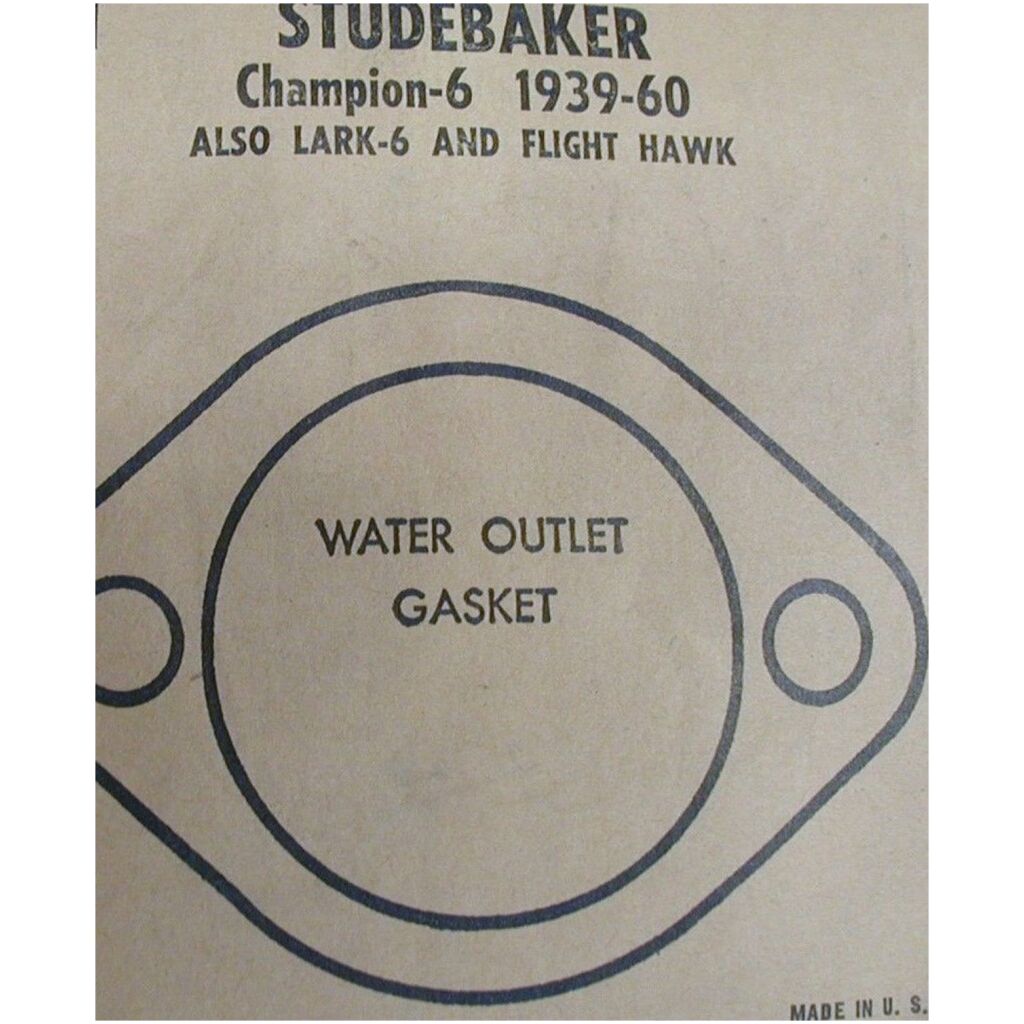 STUDEBAKER
Champion-6 1939-60
ALSO LARK-6 AND FLIGHT HAWK
WATER OUTLET
GASKET
MADE IN U. S.